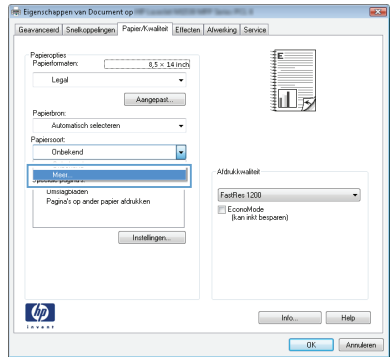 Eigenschappen van Document op
Geavanceerd Snelkoppelingen Papier/Kwaliteit Effecten Afwerking Service
Papieropties
Papierformaten: 8,5 × 14 inch
Legal
Aangepast...
Papierbron:
Automatisch selecteren
Papiersoort:
Onbekend
Meer...
Omslagbladen
Pagina's op ander papier afdrukken
Instellingen...
Afdrukkwaliteit
FastRes 1200
EconoMode
(kan inkt besparen)
hp
invent
Info... Help
OK Annuleren